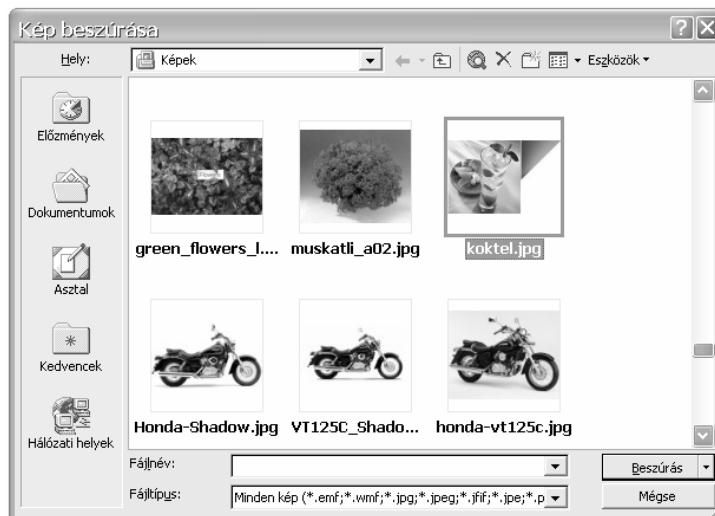 Kép beszúrása
Hely:
Képek
Eszközök
Előzmények
Dokumentumok
Asztal
Kedvencek
Hálózati helyek
Flowers
green_flowers_l....
muskatli_a02.jpg
koktel.jpg
Honda-Shadow.jpg
VT125C_Shado...
honda-vt125c.jpg
Fájlnév:
Beszúrás
Fájltípus:
Minden kép (*.emf;*.wmf;*.jpg;*.jpeg;*.jfif;*.jpe;*.p
Mégse